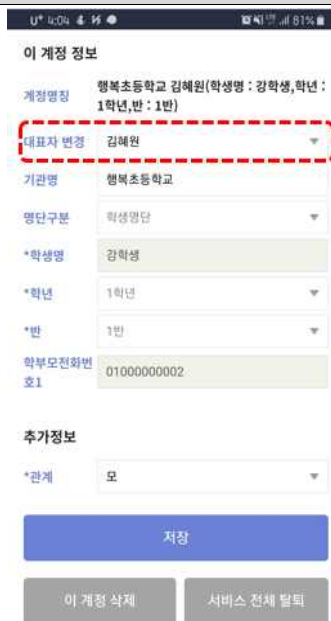 U+ 4:04
81%
이 계정 정보
계정명칭
행복초등학교 김혜원(학생명 : 강학생,학년 :
1학년,반 : 1반)
대표자 변경 김혜원
기관명 행복초등학교
명단구분 학생명단
*학생명 강학생
*학년 1학년
*반 1반
학부모전화번
호1
01000000002
추가정보
*관계 모
저장
이 계정 삭제 서비스 전체 탈퇴